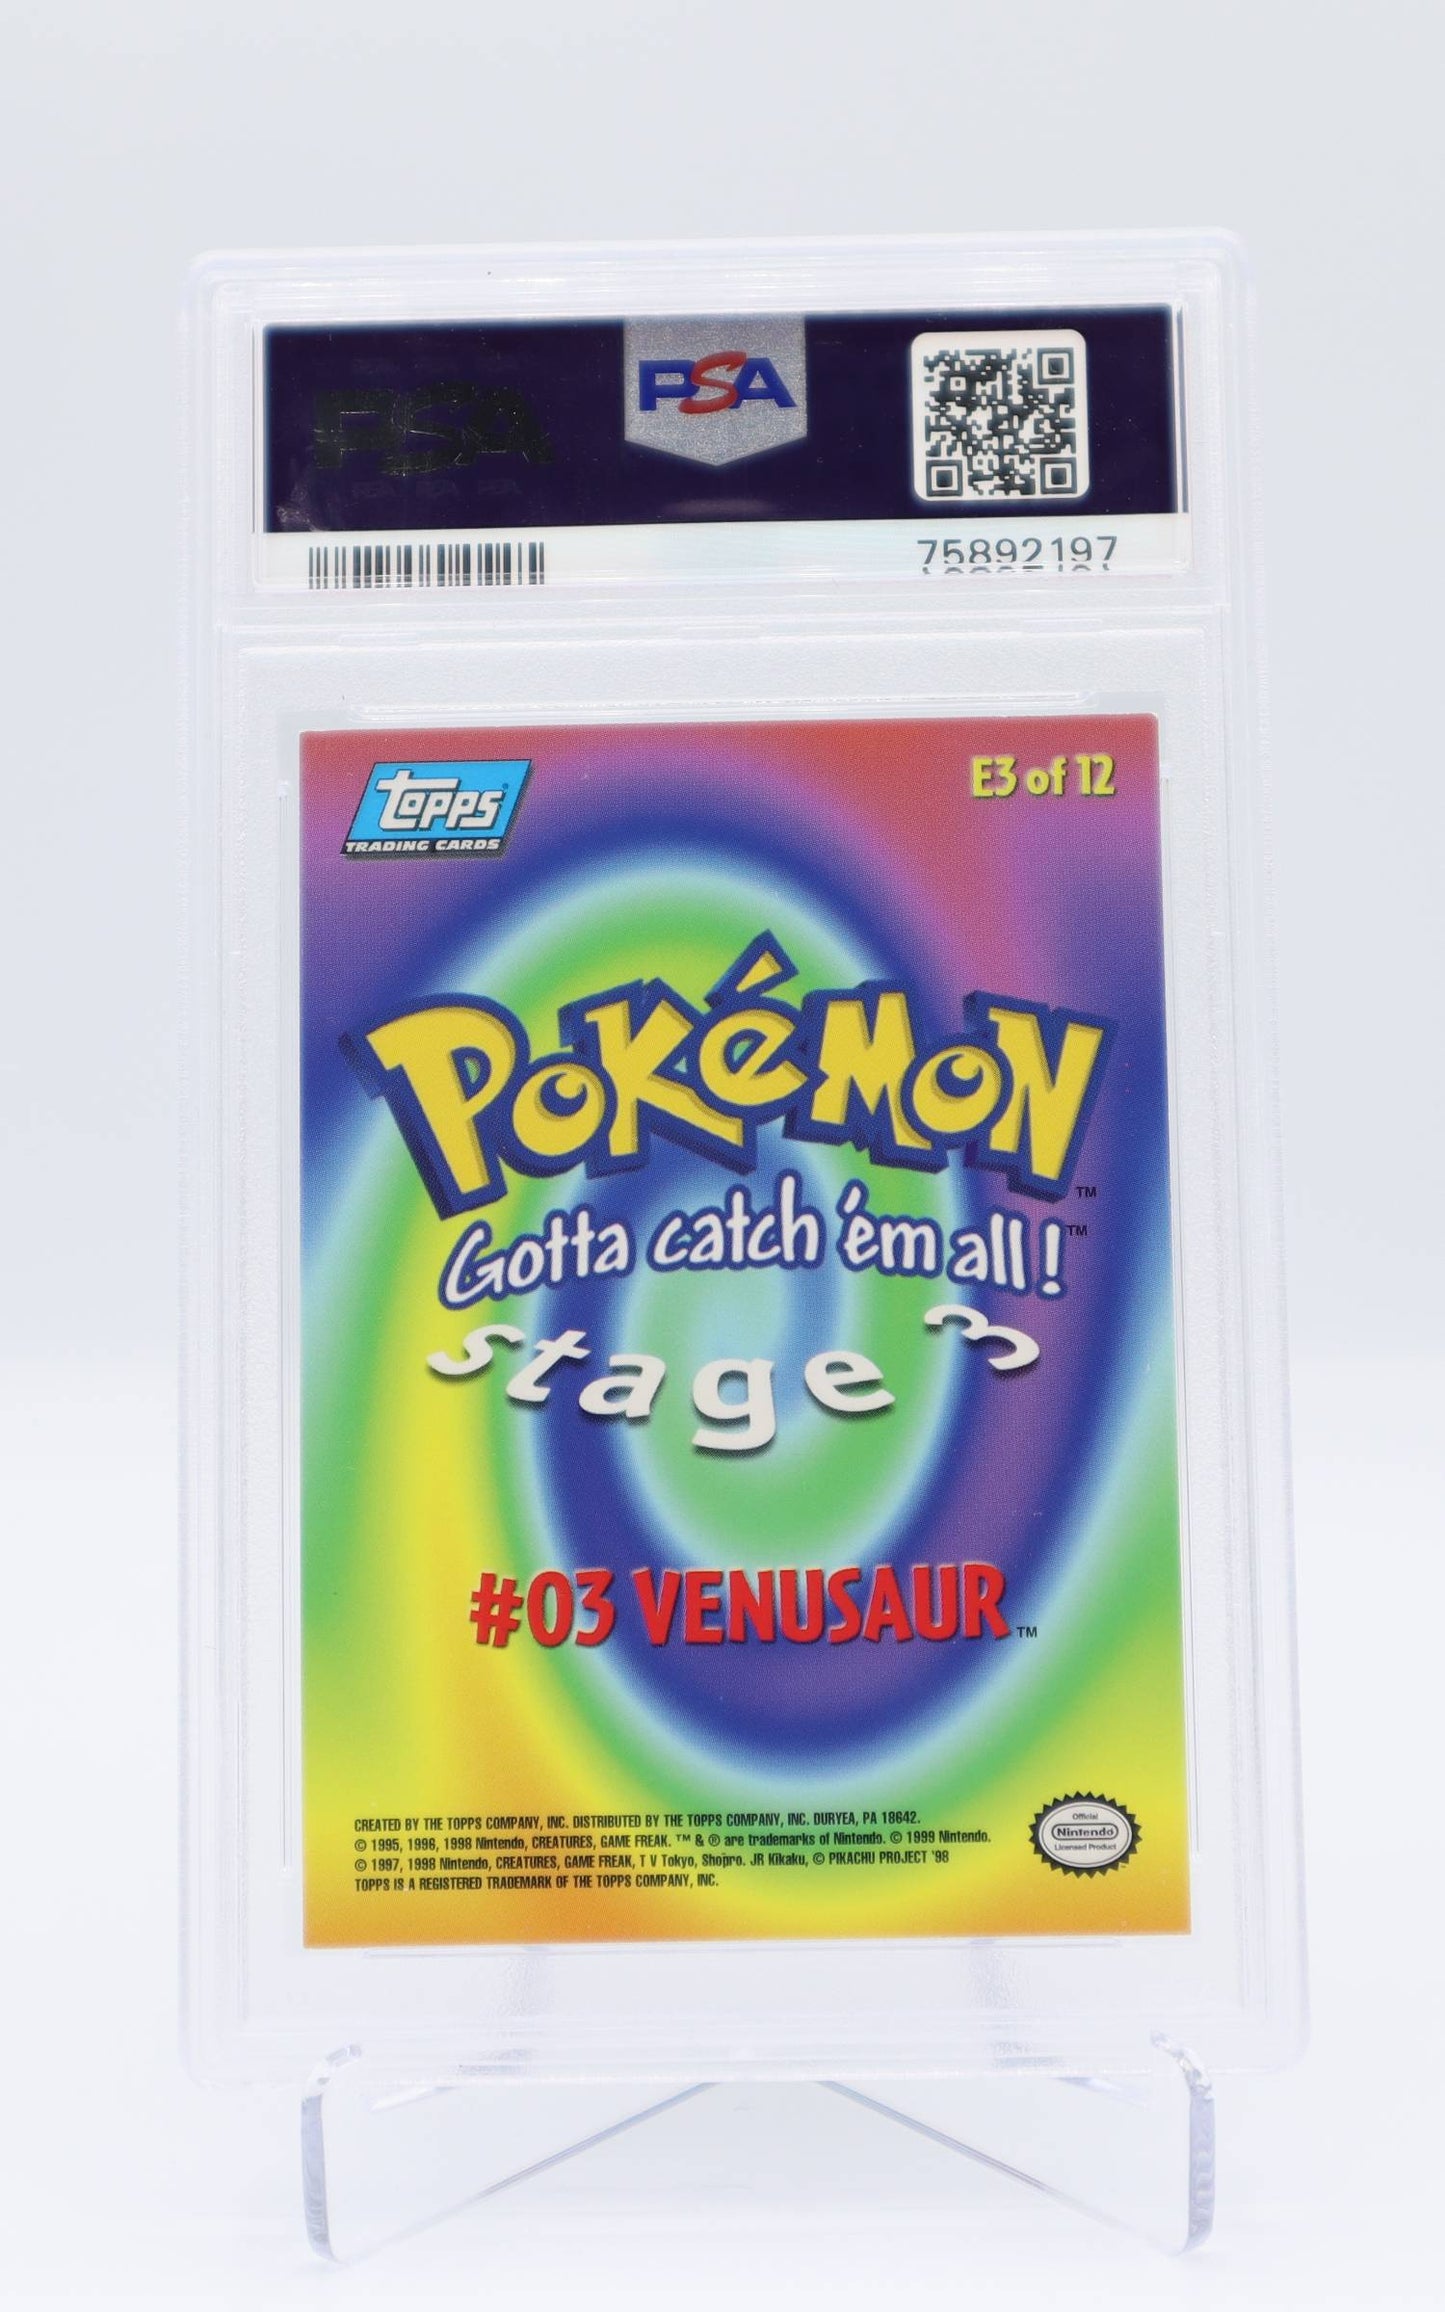 PSA
PSA
75892197
topps
TRADING CARDS
E3 of 12
POKéMON™
Gotta catch 'em all!™
stage 3
#03 VENUSAUR™
CREATED BY THE TOPPS COMPANY, INC. DISTRIBUTED BY THE TOPPS COMPANY, INC. DURYEA, PA 18642.
© 1995, 1996, 1998 Nintendo, CREATURES, GAME FREAK. ™ & ® are trademarks of Nintendo. © 1999 Nintendo.
© 1997, 1998 Nintendo, CREATURES, GAME FREAK, T V Tokyo, Shopro. JR Kikaku, © PIKACHU PROJECT '98
TOPPS IS A REGISTERED TRADEMARK OF THE TOPPS COMPANY, INC.
Official
Nintendo
Licensed Product